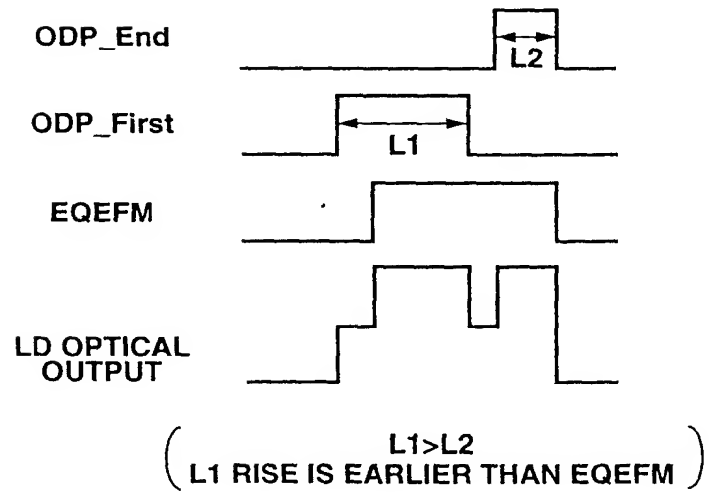 ODP_End
L2
ODP_First
L1
EQEFM
LD OPTICAL
OUTPUT
L1>L2
L1 RISE IS EARLIER THAN EQEFM